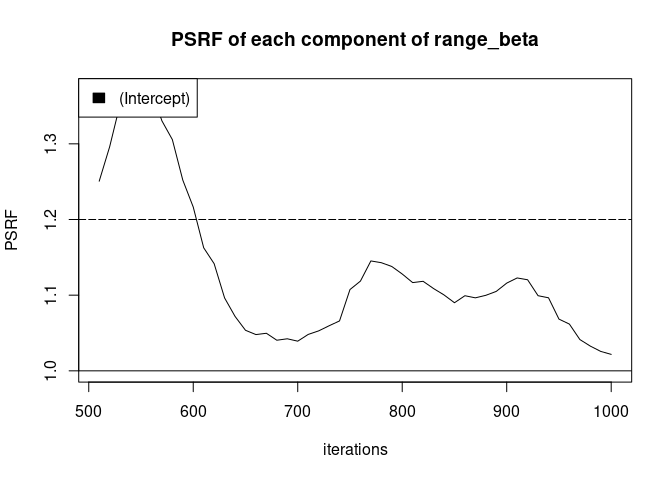 PSRF of each component of range_beta
(Intercept)
PSRF
1.3
1.2
1.1
1.0
500 600 700 800 900 1000
iterations